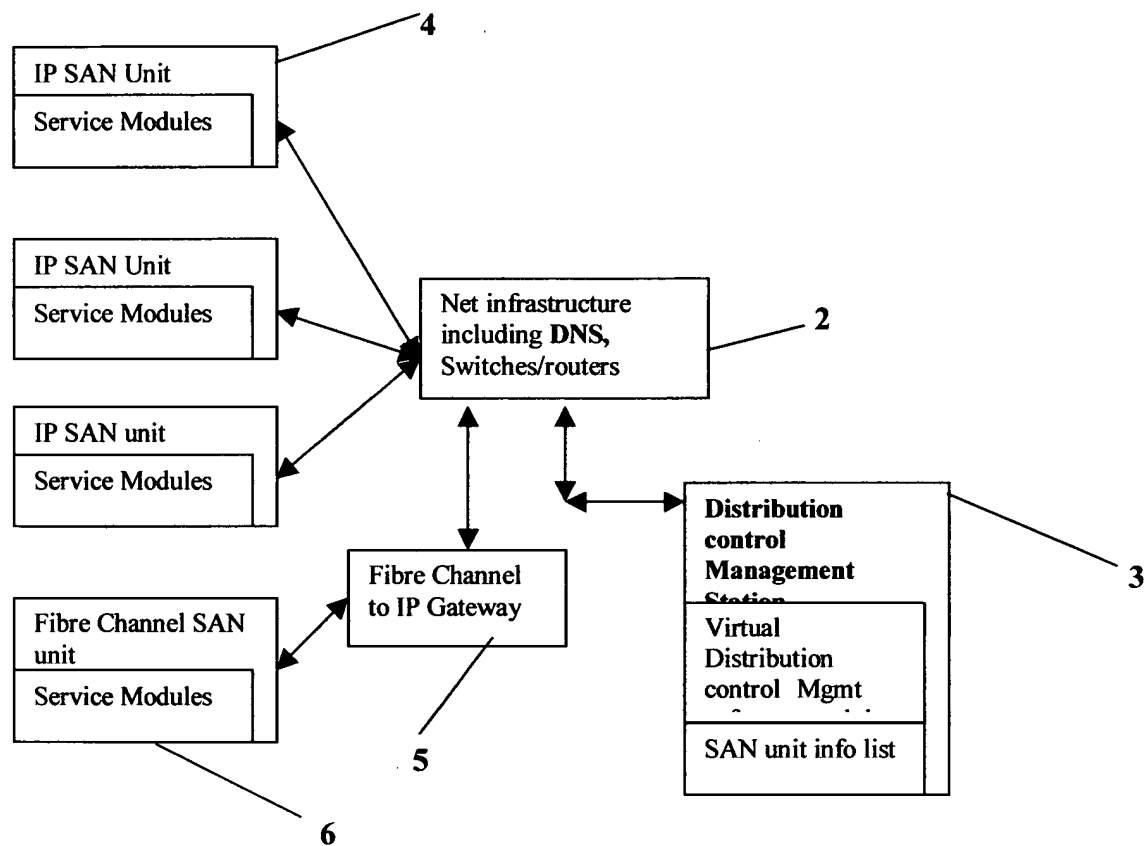 4
IP SAN Unit
Service Modules
IP SAN Unit
Service Modules
Net infrastructure
including DNS,
Switches/routers
2
IP SAN unit
Service Modules
Distribution
control
Management
Station
3
Fibre Channel
to IP Gateway
5
Virtual
Distribution
control Mgmt
SAN unit info list
Fibre Channel SAN
unit
Service Modules
6